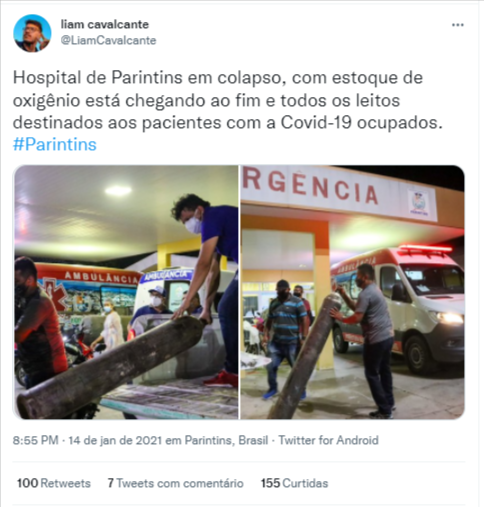 liam cavalcante
@LiamCavalcante
Hospital de Parintins em colapso, com estoque de
oxigênio está chegando ao fim e todos os leitos
destinados aos pacientes com a Covid-19 ocupados.
#Parintins
AMBULÂNCIA
AMBULÂNCIA
RGÊNCIA
8:55 PM · 14 de jan de 2021 em Parintins, Brasil · Twitter for Android
100 Retweets 7 Tweets com comentário 155 Curtidas